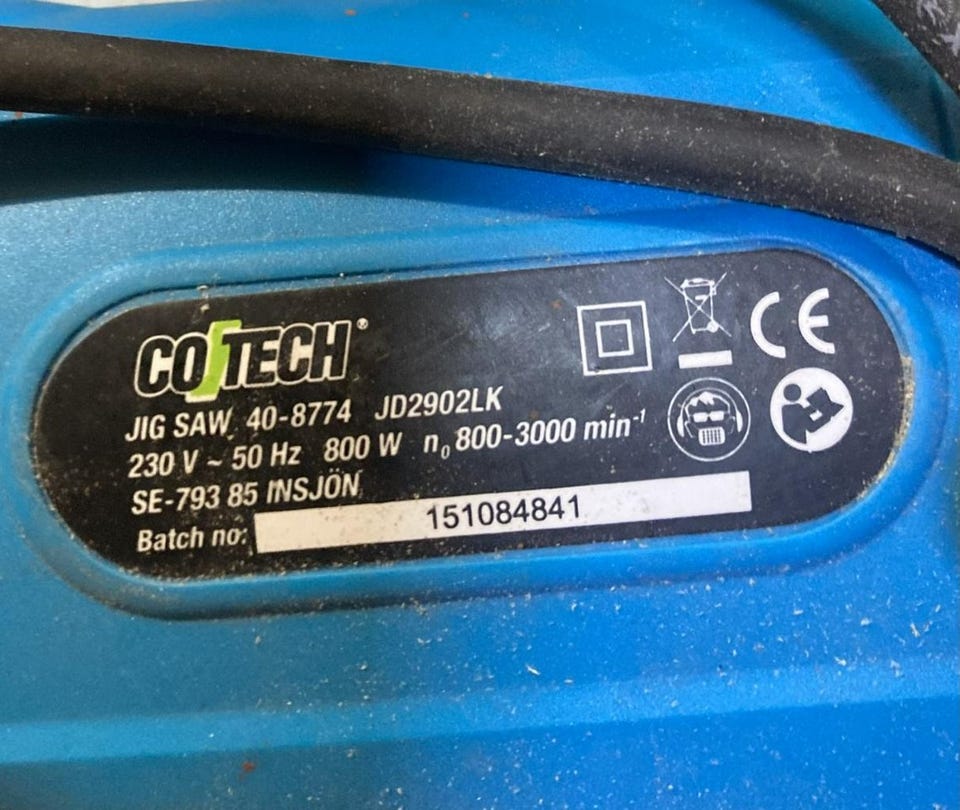 COTECH®
JIG SAW 40-8774 JD2902LK
230 V ~ 50 Hz 800 W n₀ 800-3000 min⁻¹
SE-793 85 INSJÖN
Batch no: 151084841
CE